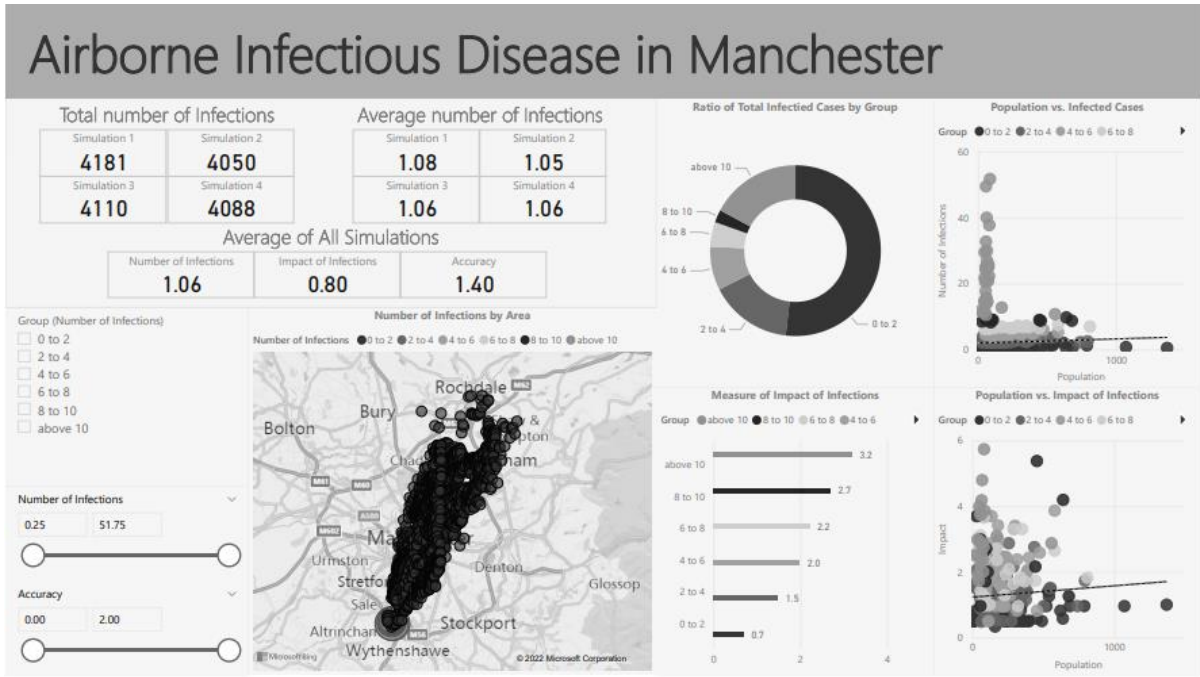 Airborne Infectious Disease in Manchester
Total number of Infections
Simulation 1
4181
Simulation 2
4050
Simulation 3
4110
Simulation 4
4088
Average number of Infections
Simulation 1
1.08
Simulation 2
1.05
Simulation 3
1.06
Simulation 4
1.06
Average of All Simulations
Number of Infections
1.06
Impact of Infections
0.80
Accuracy
1.40
Group (Number of Infections)
0 to 2
2 to 4
4 to 6
6 to 8
8 to 10
above 10
Number of Infections
0.25 51.75
Accuracy
0.00 2.00
Number of Infections by Area
Number of Infections 0 to 2 2 to 4 4 to 6 6 to 8 8 to 10 above 10
Rochdale M62
Bury
Bolton
M61
M60
M602
Urmston
Denton
Glossop
Sale
Stockport
M56
Wythenshawe
Microsoft Bing
© 2022 Microsoft Corporation
Ratio of Total Infectied Cases by Group
above 10
8 to 10
6 to 8
4 to 6
2 to 4
0 to 2
Population vs. Infected Cases
Group 0 to 2 2 to 4 4 to 6 6 to 8
60
40
20
0
Number of Infections
0 1000
Population
Measure of Impact of Infections
Group above 10 8 to 10 6 to 8 4 to 6
above 10 3.2
8 to 10 2.7
6 to 8 2.2
4 to 6 2.0
2 to 4 1.5
0 to 2 0.7
0 2 4
Population vs. Impact of Infections
Group 0 to 2 2 to 4 4 to 6 6 to 8
6
4
2
0
Impact
0 1000
Population